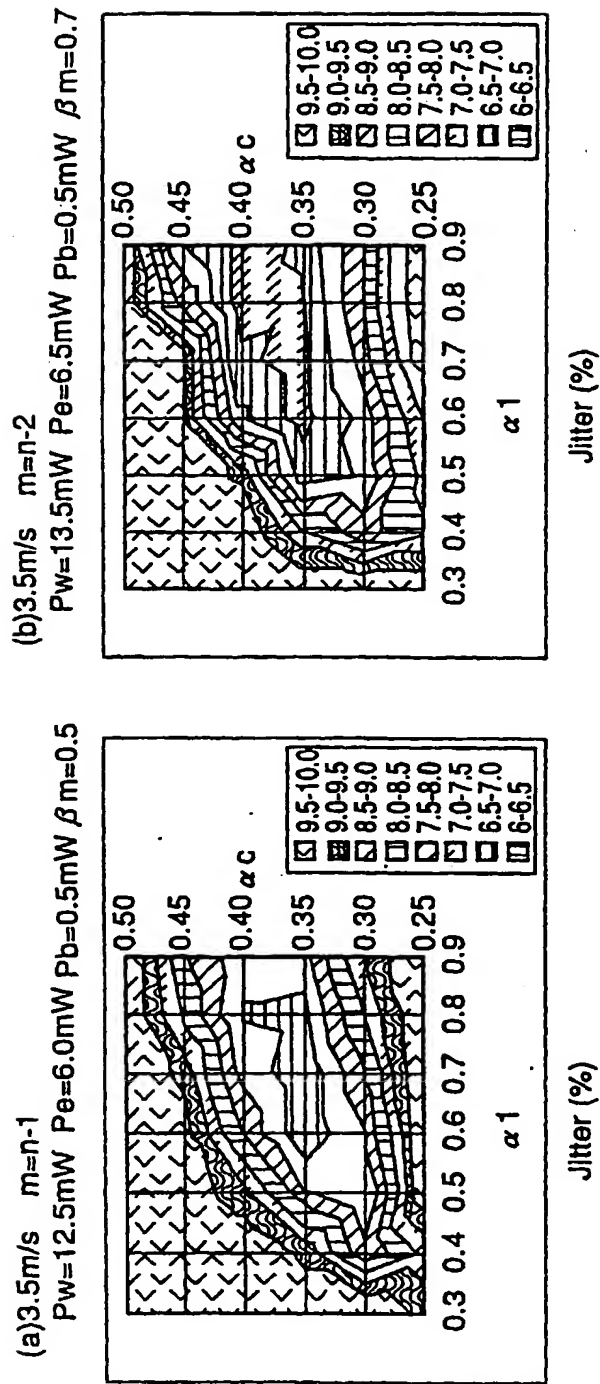 (a)3.5m/s m=n-1
Pw=12.5mW Pe=6.0mW Pb=0.5mW βm=0.5
0.50
0.45
0.40
αc
0.35
0.30
0.25
0.3 0.4 0.5 0.6 0.7 0.8 0.9
α1
9.5-10.0
9.0-9.5
8.5-9.0
8.0-8.5
7.5-8.0
7.0-7.5
6.5-7.0
6-6.5
Jitter (%)
(b)3.5m/s m=n-2
Pw=13.5mW Pe=6.5mW Pb=0.5mW βm=0.7
0.50
0.45
0.40
αc
0.35
0.30
0.25
0.3 0.4 0.5 0.6 0.7 0.8 0.9
α1
9.5-10.0
9.0-9.5
8.5-9.0
8.0-8.5
7.5-8.0
7.0-7.5
6.5-7.0
6-6.5
Jitter (%)